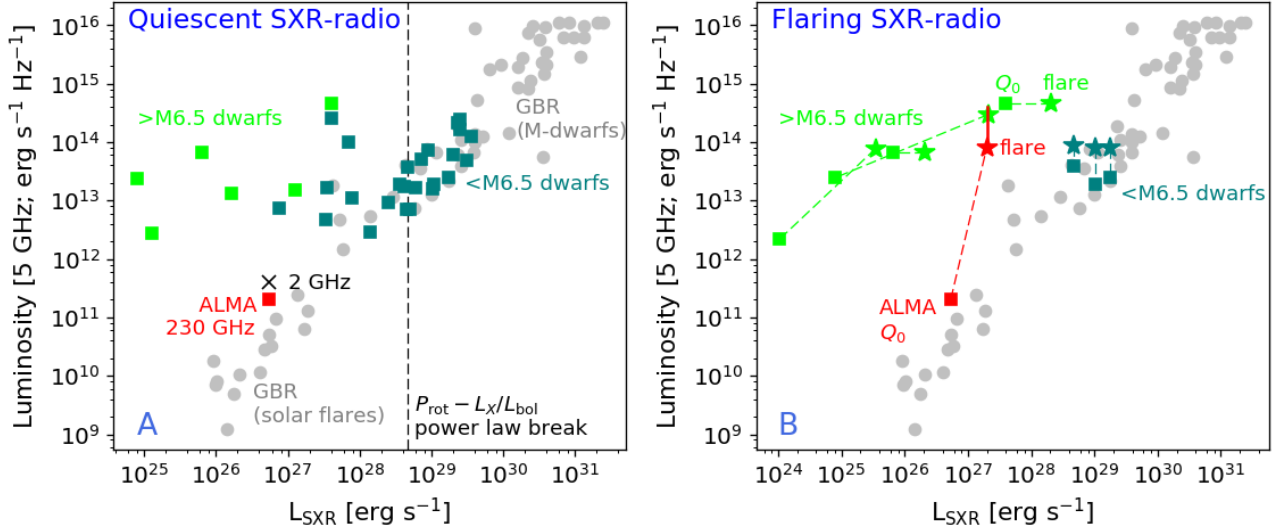 Quiescent SXR-radio
10¹⁶
10¹⁵
10¹⁴
10¹³
10¹²
10¹¹
10¹⁰
10⁹
Luminosity [5 GHz; erg s⁻¹ Hz⁻¹]
>M6.5 dwarfs
GBR
(M-dwarfs)
<M6.5 dwarfs
2 GHz
ALMA
230 GHz
GBR
(solar flares)
P_rot − L_X/L_bol
power law break
A
10²⁵ 10²⁶ 10²⁷ 10²⁸ 10²⁹ 10³⁰ 10³¹
L_SXR [erg s⁻¹]
Flaring SXR-radio
10¹⁶
10¹⁵
10¹⁴
10¹³
10¹²
10¹¹
10¹⁰
10⁹
Luminosity [5 GHz; erg s⁻¹ Hz⁻¹]
Q₀ flare
>M6.5 dwarfs
flare
<M6.5 dwarfs
ALMA
Q₀
B
10²⁴ 10²⁵ 10²⁶ 10²⁷ 10²⁸ 10²⁹ 10³⁰ 10³¹
L_SXR [erg s⁻¹]